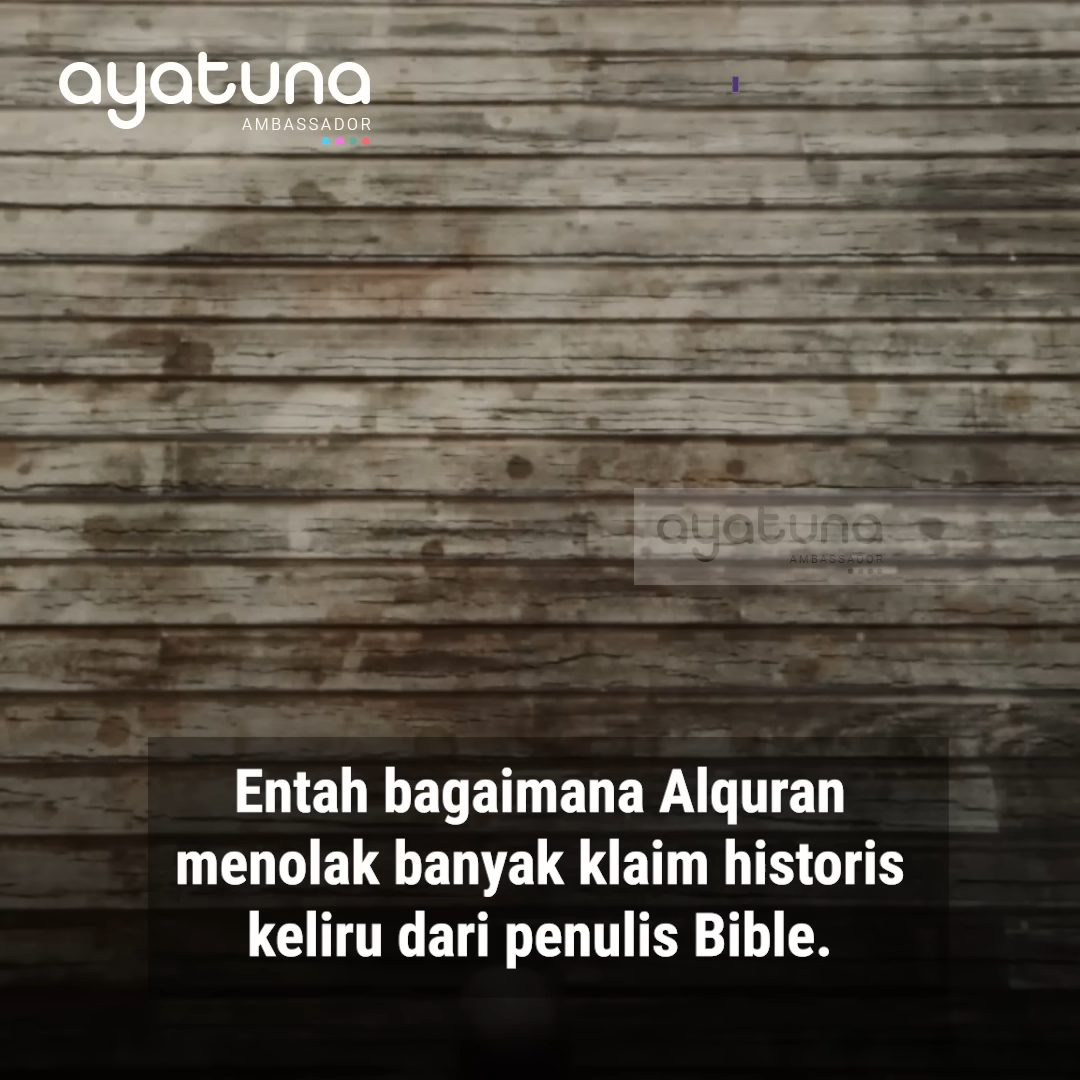 ayatuna
AMBASSADOR
ayatuna
AMBASSADOR
Entah bagaimana Alquran
menolak banyak klaim historis
keliru dari penulis Bible.